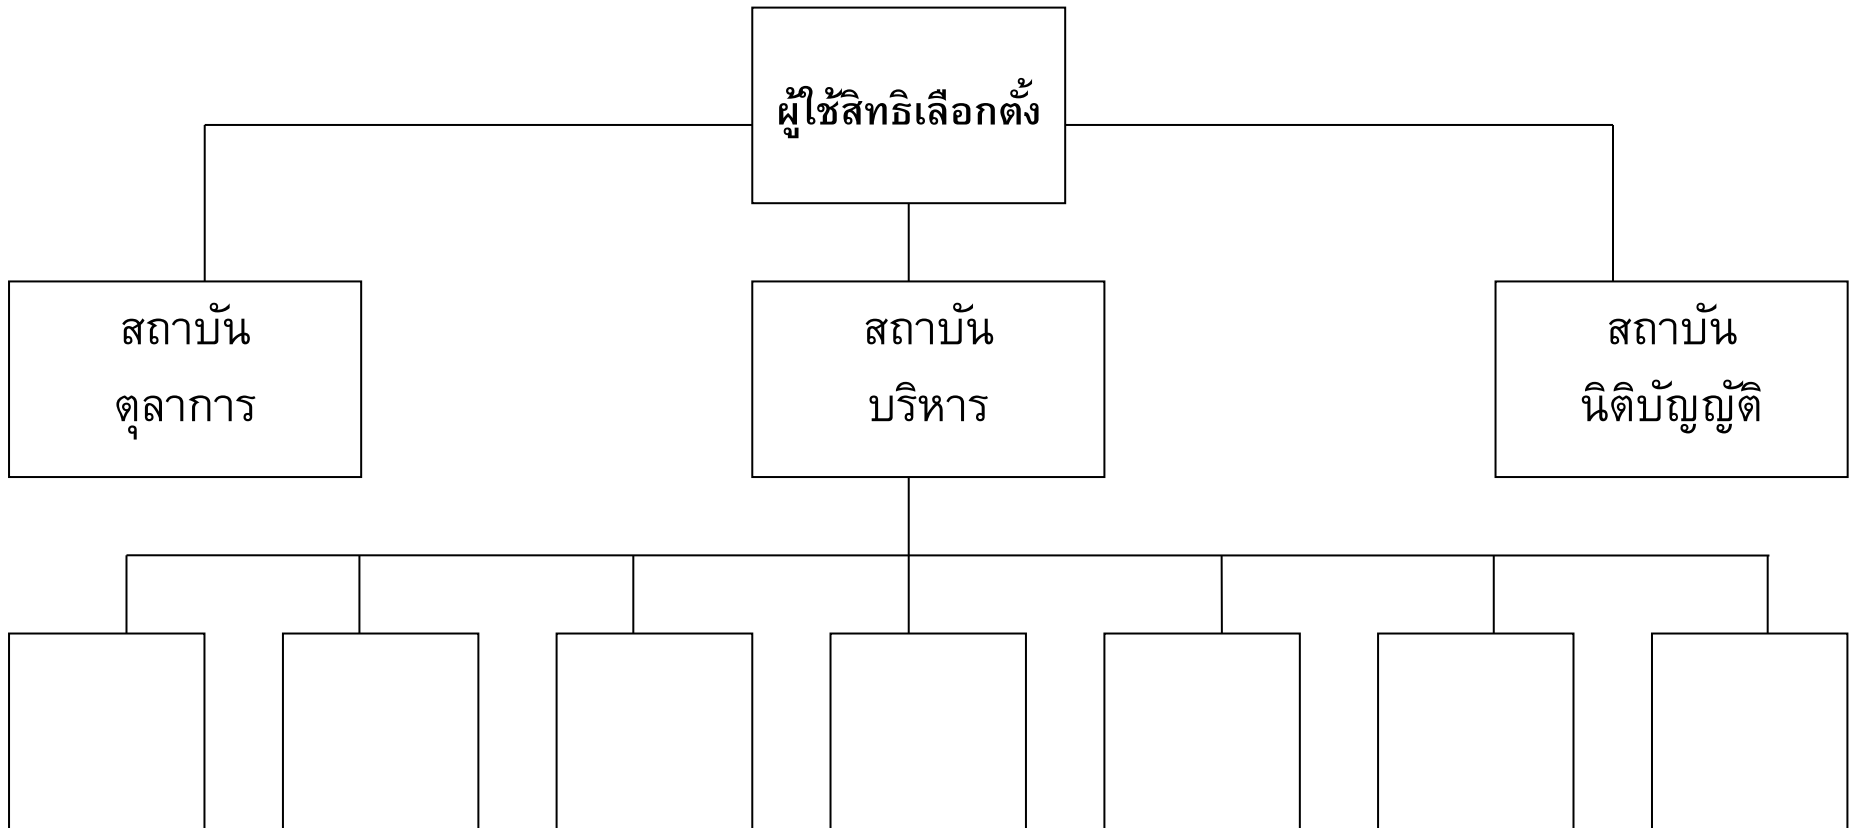 ผู้ใช้สิทธิเลือกตั้ง
สถาบัน
ตุลาการ
สถาบัน
บริหาร
สถาบัน
นิติบัญญัติ